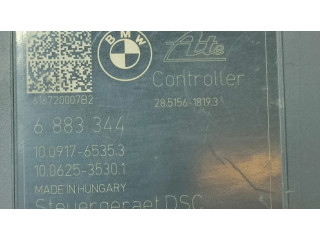 BMW Ate
Controller
616720007B2
28.5156-1819.3
6 883 344
10.0917-6535.3
10.0625-3530.1
MADE IN HUNGARY
Steuergeraet DSC